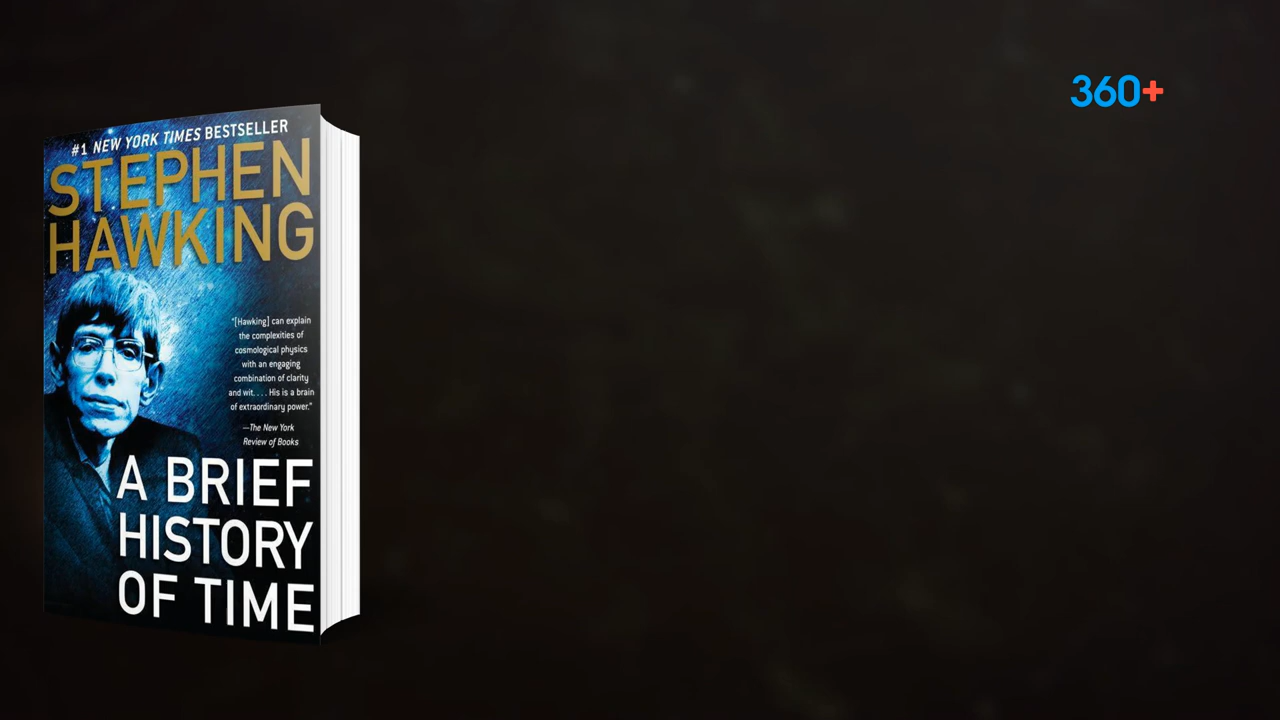 #1 NEW YORK TIMES BESTSELLER
STEPHEN
HAWKING
"[Hawking] can explain
the complexities of
cosmological physics
with an engaging
combination of clarity
and wit. . . . His is a brain
of extraordinary power."
—The New York
Review of Books
A BRIEF
HISTORY
OF TIME
360+